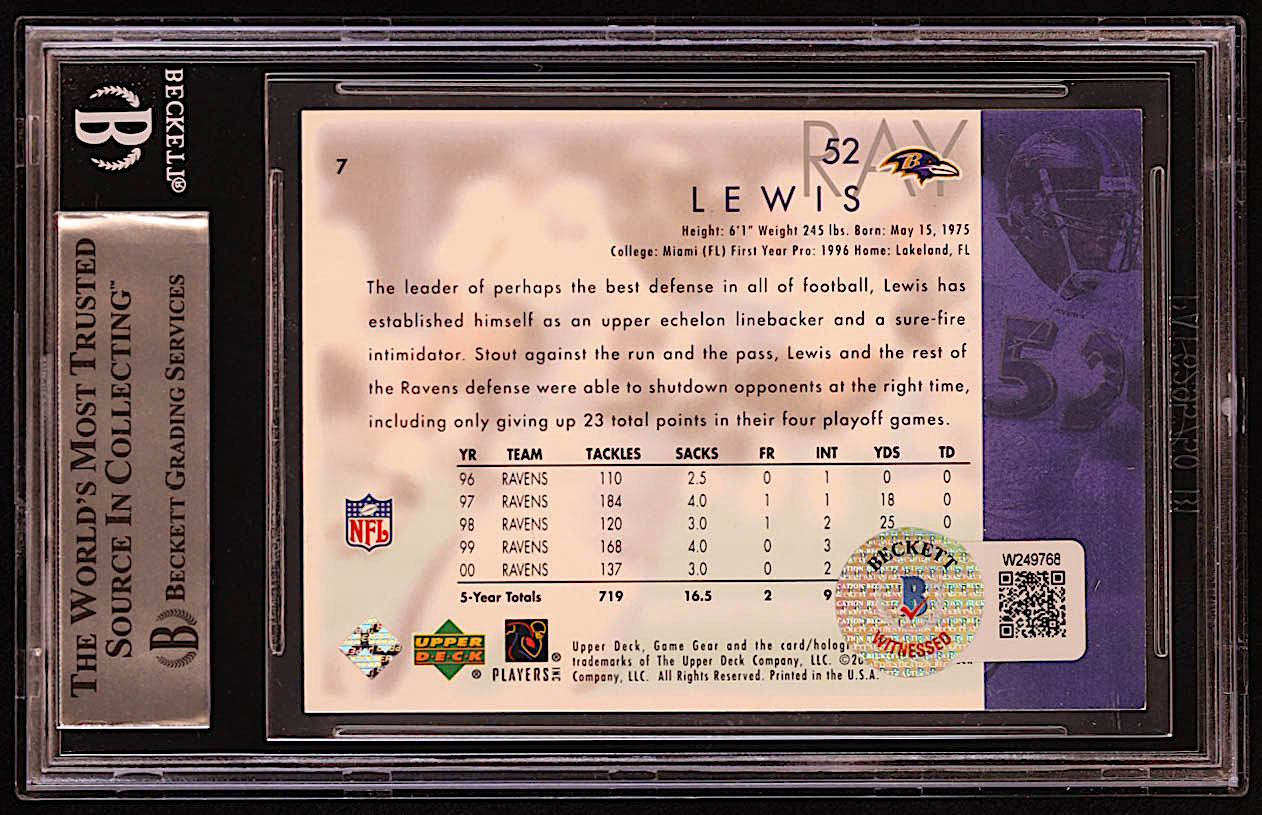 BECKETT®
THE WORLD'S MOST TRUSTED
SOURCE IN COLLECTING™
B BECKETT GRADING SERVICES
7
RAY
52
LEWIS
Height: 6'1" Weight 245 lbs. Born: May 15, 1975
College: Miami (FL) First Year Pro: 1996 Home: Lakeland, FL
The leader of perhaps the best defense in all of football, Lewis has
established himself as an upper echelon linebacker and a sure-fire
intimidator. Stout against the run and the pass, Lewis and the rest of
the Ravens defense were able to shutdown opponents at the right time,
including only giving up 23 total points in their four playoff games.
YR TEAM TACKLES SACKS FR INT YDS TD
96 RAVENS 110 2.5 0 1 0 0
97 RAVENS 184 4.0 1 1 18 0
98 RAVENS 120 3.0 1 2 25 0
99 RAVENS 168 4.0 0 3
00 RAVENS 137 3.0 0 2
5-Year Totals 719 16.5 2 9
NFL
UPPER
DECK®
PLAYERS INC ®
Upper Deck, Game Gear and the card/hologr
trademarks of The Upper Deck Company, LLC. ©20
Company, LLC. All Rights Reserved. Printed in the U.S.A.
BECKETT
B
WITNESSED
W249768
52